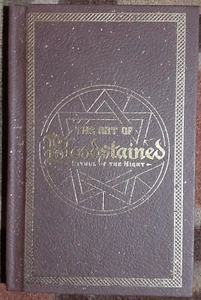 THE ART OF
Bloodstained
RITUAL OF THE NIGHT